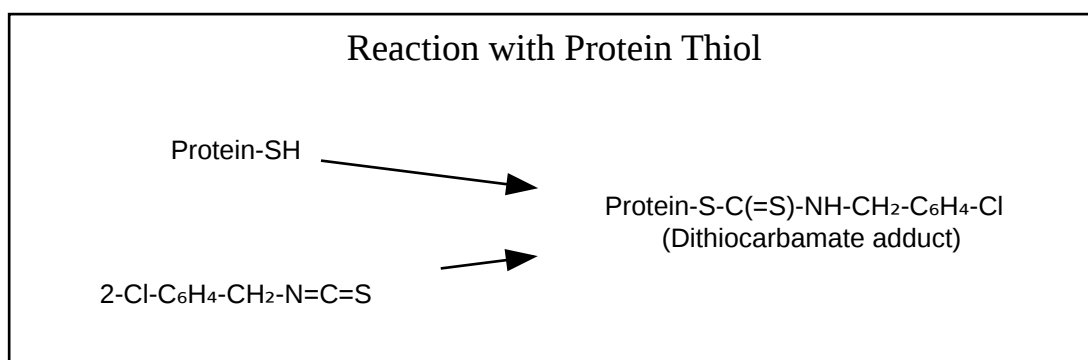 Reaction with Protein Thiol
Protein-SH
Protein-S-C(=S)-NH-CH₂-C₆H₄-Cl
(Dithiocarbamate adduct)
2-Cl-C₆H₄-CH₂-N=C=S